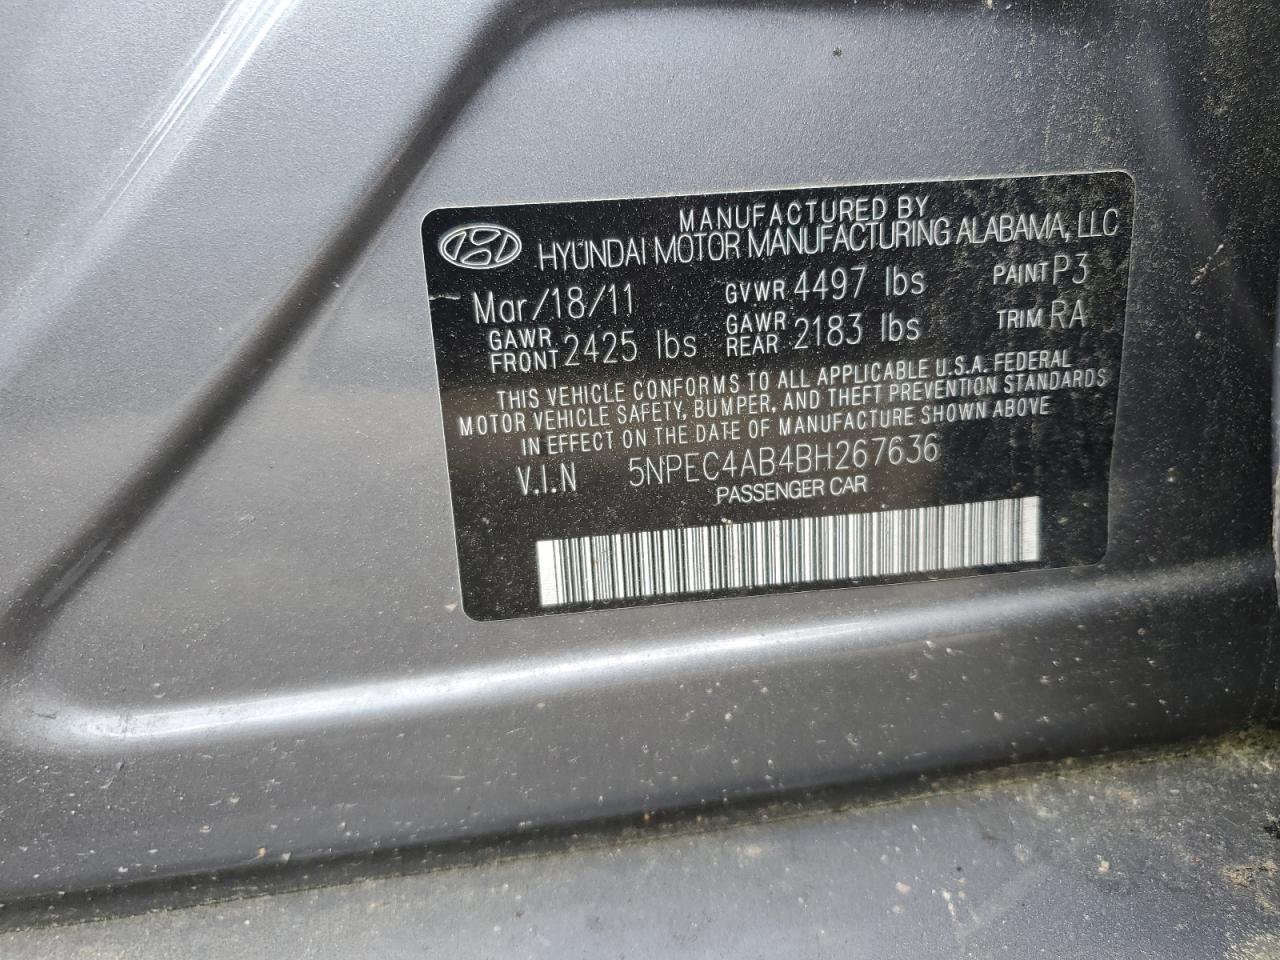 MANUFACTURED BY
HYUNDAI MOTOR MANUFACTURING ALABAMA, LLC
Mar/18/11 GVWR 4497 lbs PAINT P3
GAWR FRONT 2425 lbs GAWR REAR 2183 lbs TRIM RA
THIS VEHICLE CONFORMS TO ALL APPLICABLE U.S.A. FEDERAL
MOTOR VEHICLE SAFETY, BUMPER, AND THEFT PREVENTION STANDARDS
IN EFFECT ON THE DATE OF MANUFACTURE SHOWN ABOVE
V.I.N 5NPEC4AB4BH267636
PASSENGER CAR